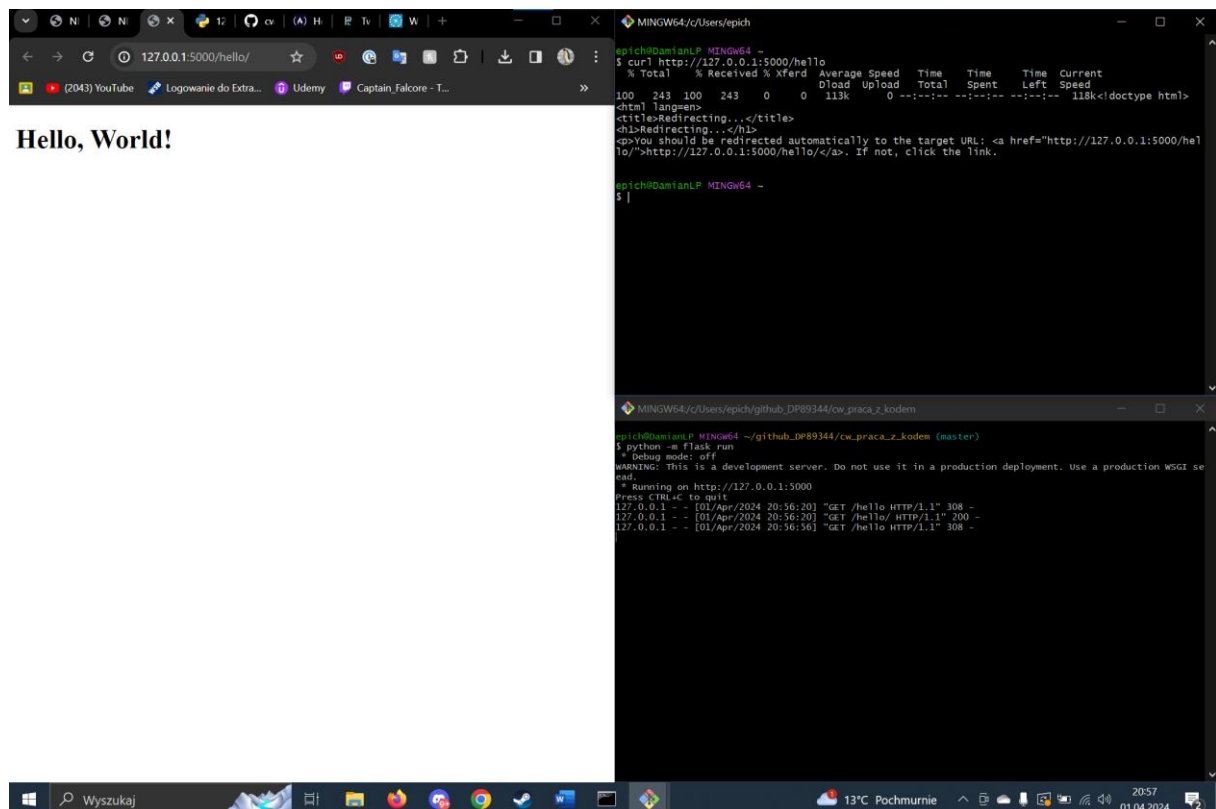 NI
NI
12
cv
(A) H
Tv
W
127.0.0.1:5000/hello/
(2043) YouTube
Logowanie do Extra...
Udemy
Captain_Falcore - T...
»
Hello, World!
MINGW64:/c/Users/epich
epich@DamianLP MINGW64 ~
$ curl http://127.0.0.1:5000/hello
% Total % Received % Xferd Average Speed Time Time Time Current
Dload Upload Total Spent Left Speed
100 243 100 243 0 0 113k 0 --:--:-- --:--:-- --:--:-- 118k<!doctype html>
<html lang=en>
<title>Redirecting...</title>
<h1>Redirecting...</h1>
<p>You should be redirected automatically to the target URL: <a href="http://127.0.0.1:5000/hel
lo/">http://127.0.0.1:5000/hello/</a>. If not, click the link.
epich@DamianLP MINGW64 ~
$
MINGW64:/c/Users/epich/github_DP89344/cw_praca_z_kodem
epich@DamianLP MINGW64 ~/github_DP89344/cw_praca_z_kodem (master)
$ python -m flask run
* Debug mode: off
WARNING: This is a development server. Do not use it in a production deployment. Use a production WSGI se
ead.
* Running on http://127.0.0.1:5000
Press CTRL+C to quit
127.0.0.1 - - [01/Apr/2024 20:56:20] "GET /hello HTTP/1.1" 308 -
127.0.0.1 - - [01/Apr/2024 20:56:20] "GET /hello/ HTTP/1.1" 200 -
127.0.0.1 - - [01/Apr/2024 20:56:56] "GET /hello HTTP/1.1" 308 -
Wyszukaj
13°C Pochmurnie
20:57
01.04.2024